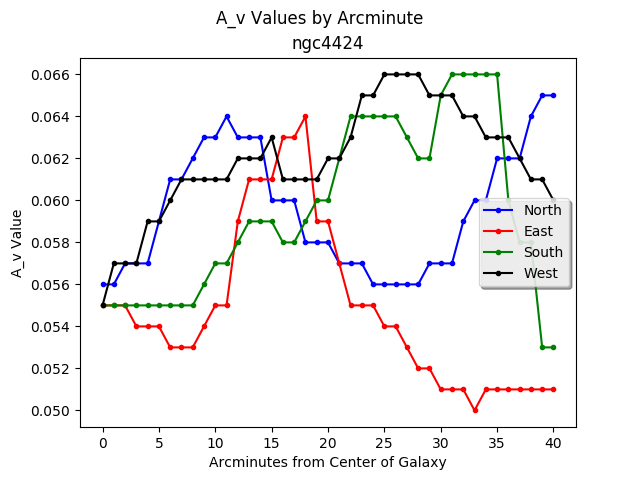 A_v Values by Arcminute
ngc4424
0.066
0.064
0.062
0.060
0.058
0.056
0.054
0.052
0.050
A_v Value
North
East
South
West
0 5 10 15 20 25 30 35 40
Arcminutes from Center of Galaxy